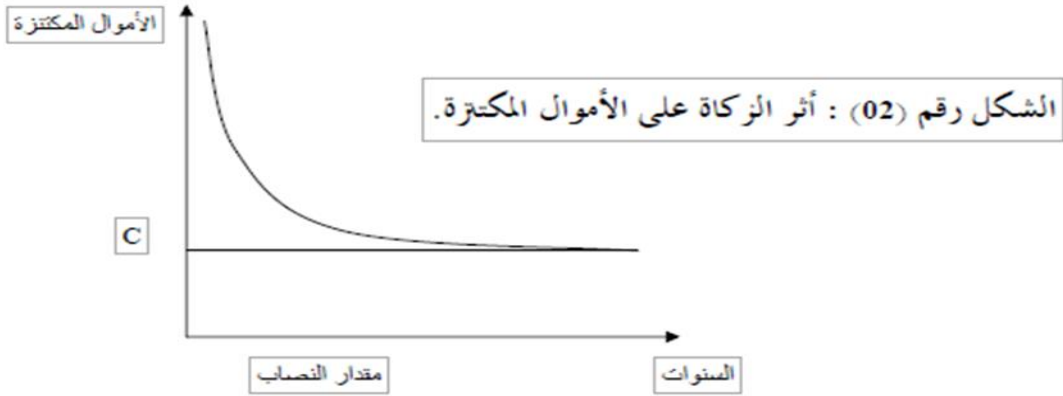 الأموال المكتنزة
الشكل رقم (02) : أثر الزكاة على الأموال المكتنزة.
C
السنوات
مقدار النصاب